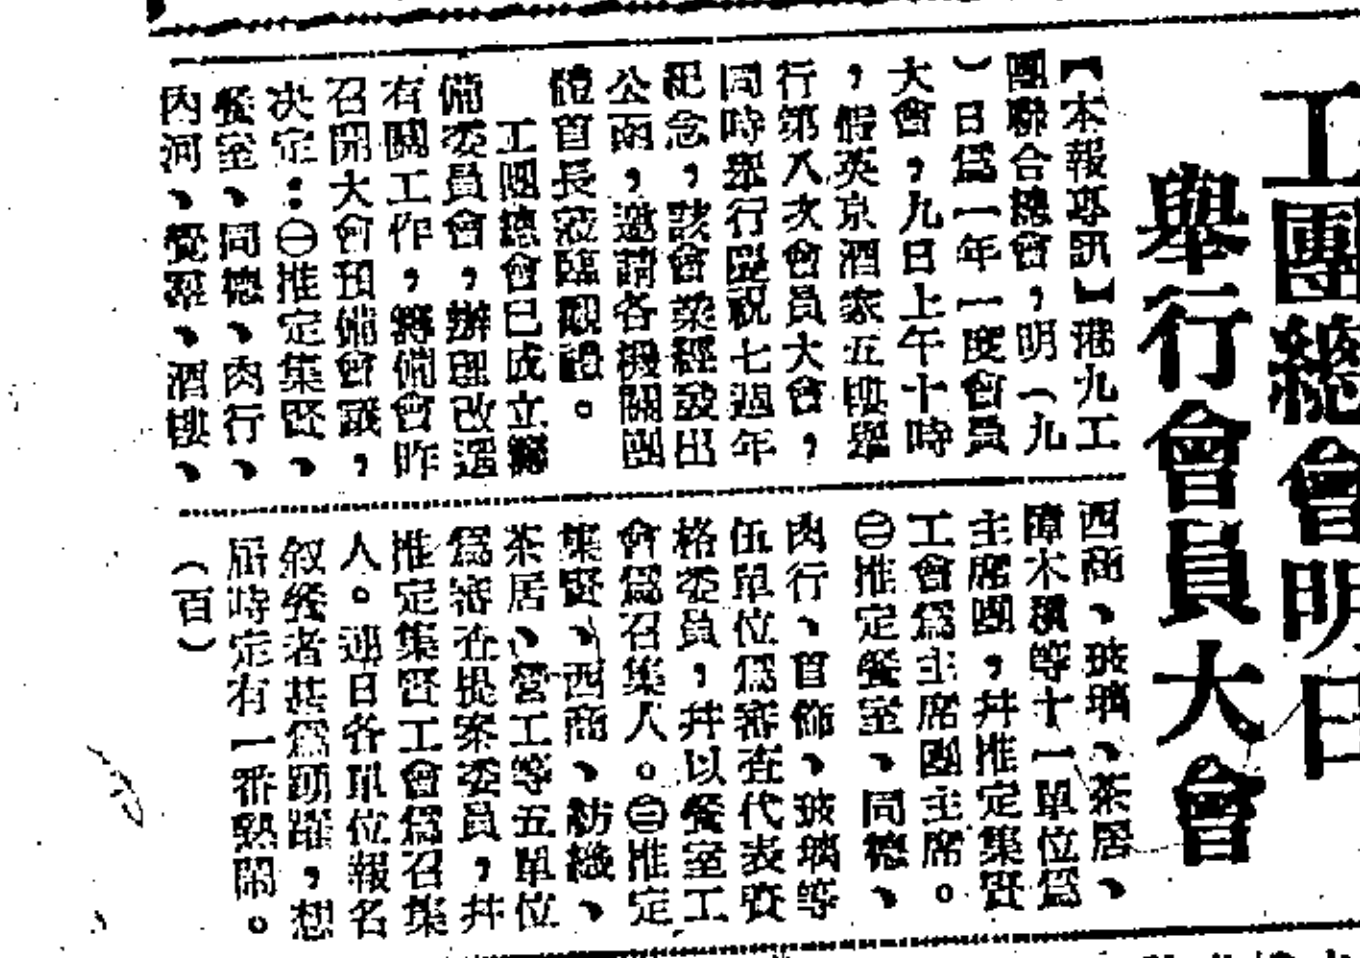 工團總會明日
舉行會員大會
【本報專訊】港九工
團聯合總會，明（九
）日爲一年一度會員
大會，九日上午十時
，假英京酒家五樓舉
行第八次會員大會，
同時舉行慶祝七週年
紀念，該會業經發出
公函，邀請各機關團
體首長蒞臨觀禮。
工團總會已成立籌
備委員會，辦理改選
有關工作，籌備會昨
召開大會預備會議，
決定：㊀推定集賢、
餐室、同德、肉行、
內河、覺羣、酒樓、
西商、玻璃、茶居、
樟木穳等十一單位爲
主席團，幷推定集賢
工會爲主席團主席。
㊁推定餐室、同德、
肉行、首飾、玻璃等
伍單位爲審查代表資
格委員，幷以餐室工
會爲召集人。㊂推定
集賢、西商、紡織、
茶居、營工等五單位
爲審查提案委員，幷
推定集賢工會爲召集
人。連日各單位報名
敍餐者甚爲踴躍，想
屆時定有一番熱鬧。
（百）